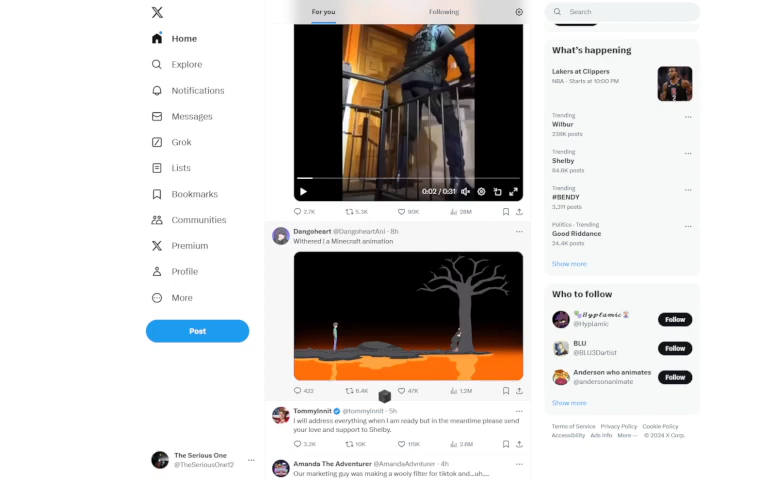 For you
Following
Search
Home
Explore
Notifications
Messages
Grok
Lists
Bookmarks
Communities
Premium
Profile
More
Post
The Serious One
@TheSeriousOne12
0:02 / 0:31
2.7K 5.3K 90K 28M
Dangoheart @DangoheartAni · 8h
Withered | a Minecraft animation
422 6.4K 47K 1.2M
TommyInnit @tommyinnit · 5h
I will address everything when I am ready but in the meantime please send
your love and support to Shelby.
3.2K 10K 115K 2.8M
Amanda The Adventurer @AmandaAdvnturer · 4h
Our marketing guy was making a wooly filter for tiktok and...uh....
What's happening
Lakers at Clippers
NBA · Starts at 10:00 PM
Trending
Wilbur
238K posts
Trending
Shelby
84.6K posts
Trending
#BENDY
3,311 posts
Politics · Trending
Good Riddance
24.4K posts
Show more
Who to follow
Hyplamic
@Hyplamic
Follow
BLU
@BLU3Dartist
Follow
Anderson who animates
@andersonanimate
Follow
Show more
Terms of Service Privacy Policy Cookie Policy
Accessibility Ads info More ··· © 2024 X Corp.